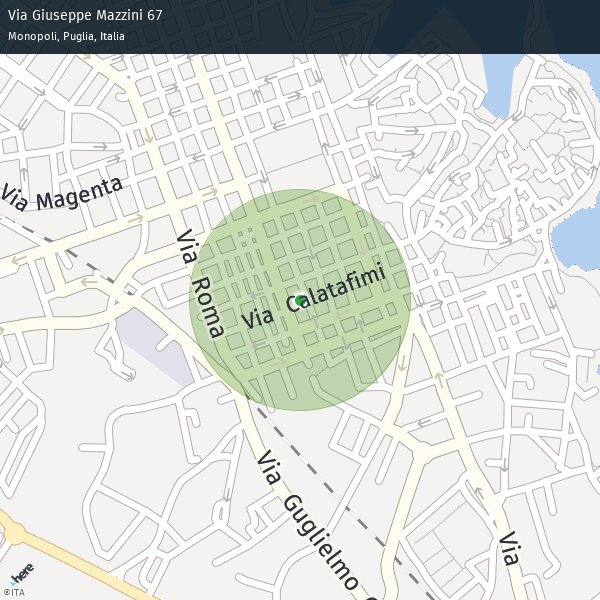 Via Giuseppe Mazzini 67
Monopoli, Puglia, Italia
Via Magenta
Via Roma
Via Calatafimi
Via Guglielmo
Via
here
©ITA